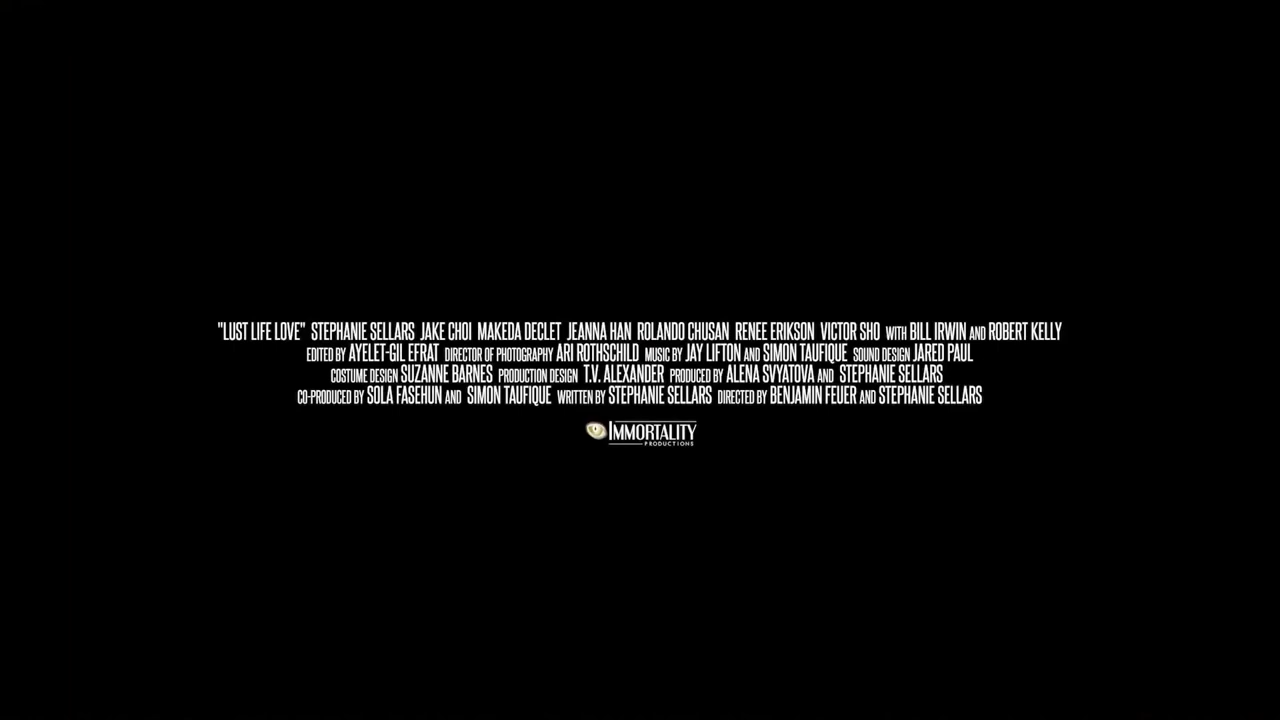 "LUST LIFE LOVE" STEPHANIE SELLARS JAKE CHOI MAKEDA DECLET JEANNA HAN ROLANDO CHUSAN RENEE ERIKSON VICTOR SHO WITH BILL IRWIN AND ROBERT KELLY
EDITED BY AYELET-GIL EFRAT DIRECTOR OF PHOTOGRAPHY ARI ROTHSCHILD MUSIC BY JAY LIFTON AND SIMON TAUFIQUE SOUND DESIGN JARED PAUL
COSTUME DESIGN SUZANNE BARNES PRODUCTION DESIGN T.V. ALEXANDER PRODUCED BY ALENA SVYATOVA AND STEPHANIE SELLARS
CO-PRODUCED BY SOLA FASEHUN AND SIMON TAUFIQUE WRITTEN BY STEPHANIE SELLARS DIRECTED BY BENJAMIN FEUER AND STEPHANIE SELLARS
IMMORTALITY
PRODUCTIONS